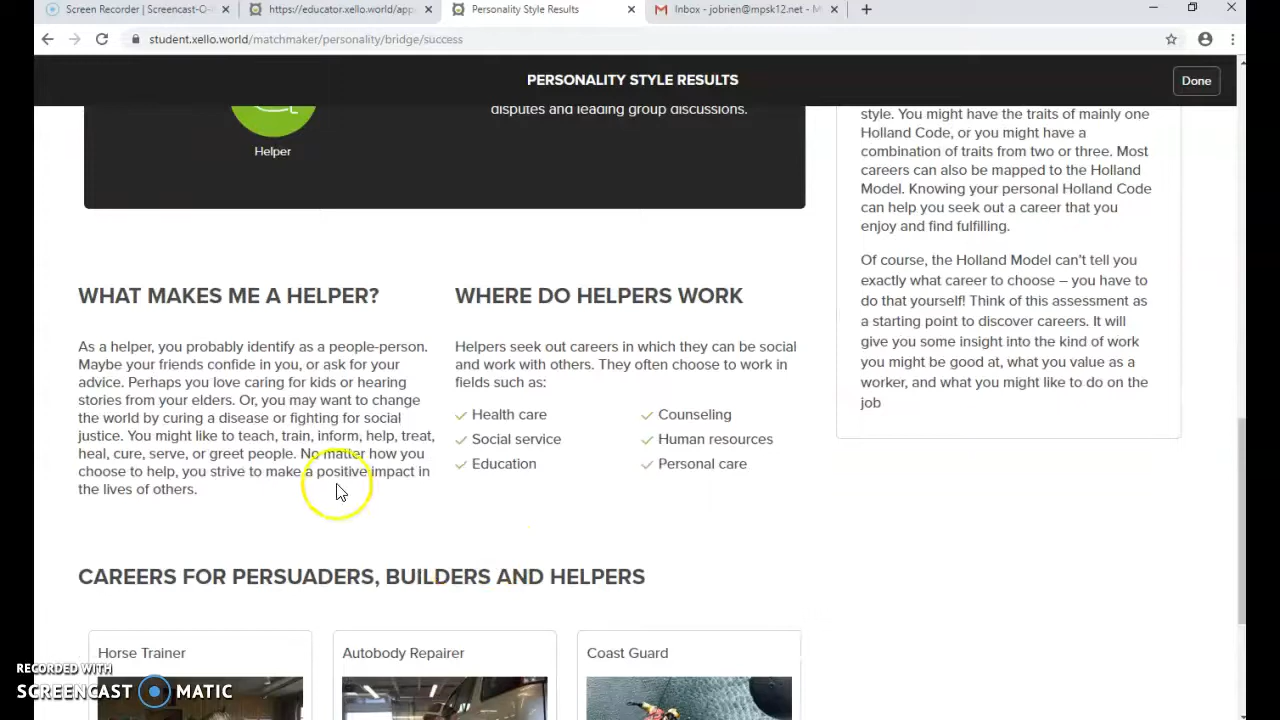 Screen Recorder | Screencast-O-
https://educator.xello.world/app
Personality Style Results
Inbox - jobrien@mpsk12.net - M
student.xello.world/matchmaker/personality/bridge/success
PERSONALITY STYLE RESULTS
Done
Helper
disputes and leading group discussions.
style. You might have the traits of mainly one
Holland Code, or you might have a
combination of traits from two or three. Most
careers can also be mapped to the Holland
Model. Knowing your personal Holland Code
can help you seek out a career that you
enjoy and find fulfilling.
Of course, the Holland Model can't tell you
exactly what career to choose – you have to
do that yourself! Think of this assessment as
a starting point to discover careers. It will
give you some insight into the kind of work
you might be good at, what you value as a
worker, and what you might like to do on the
job
WHAT MAKES ME A HELPER?
As a helper, you probably identify as a people-person.
Maybe your friends confide in you, or ask for your
advice. Perhaps you love caring for kids or hearing
stories from your elders. Or, you may want to change
the world by curing a disease or fighting for social
justice. You might like to teach, train, inform, help, treat,
heal, cure, serve, or greet people. No matter how you
choose to help, you strive to make a positive impact in
the lives of others.
WHERE DO HELPERS WORK
Helpers seek out careers in which they can be social
and work with others. They often choose to work in
fields such as:
Health care
Social service
Education
Counseling
Human resources
Personal care
CAREERS FOR PERSUADERS, BUILDERS AND HELPERS
Horse Trainer
Autobody Repairer
Coast Guard
RECORDED WITH
SCREENCAST MATIC